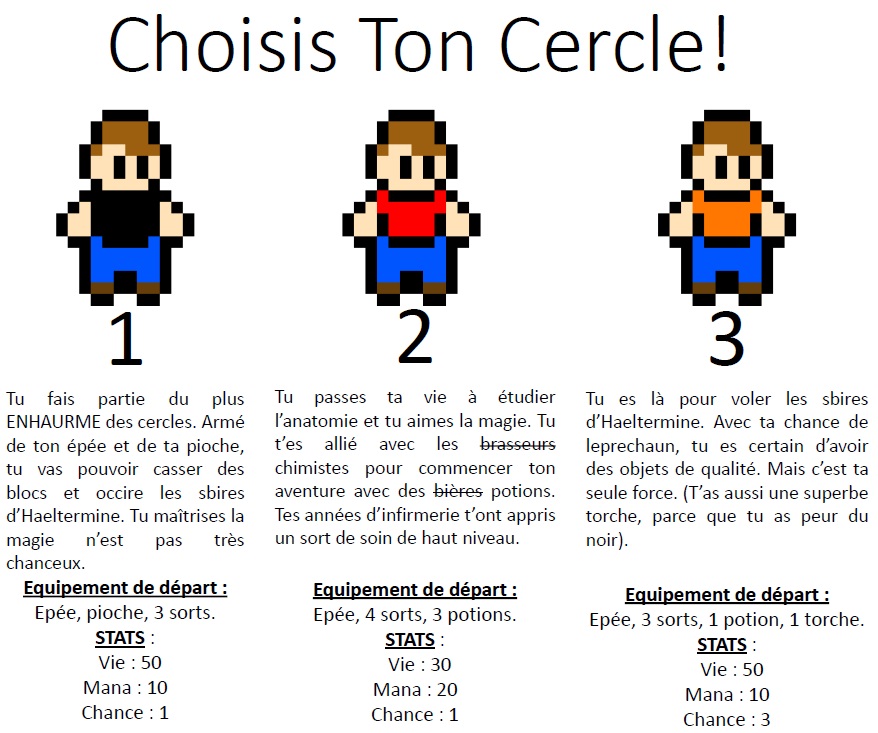 Choisis Ton Cercle!
1
Tu fais partie du plus
ENHAURME des cercles. Armé
de ton épée et de ta pioche,
tu vas pouvoir casser des
blocs et occire les sbires
d’Haeltermine. Tu maîtrises la
magie n’est pas très
chanceux.
Equipement de départ :
Epée, pioche, 3 sorts.
STATS :
Vie : 50
Mana : 10
Chance : 1
2
Tu passes ta vie à étudier
l’anatomie et tu aimes la magie. Tu
t’es allié avec les brasseurs
chimistes pour commencer ton
aventure avec des bières potions.
Tes années d’infirmerie t’ont appris
un sort de soin de haut niveau.
Equipement de départ :
Epée, 4 sorts, 3 potions.
STATS :
Vie : 30
Mana : 20
Chance : 1
3
Tu es là pour voler les sbires
d’Haeltermine. Avec ta chance de
leprechaun, tu es certain d’avoir
des objets de qualité. Mais c’est ta
seule force. (T’as aussi une superbe
torche, parce que tu as peur du
noir).
Equipement de départ :
Epée, 3 sorts, 1 potion, 1 torche.
STATS :
Vie : 50
Mana : 10
Chance : 3